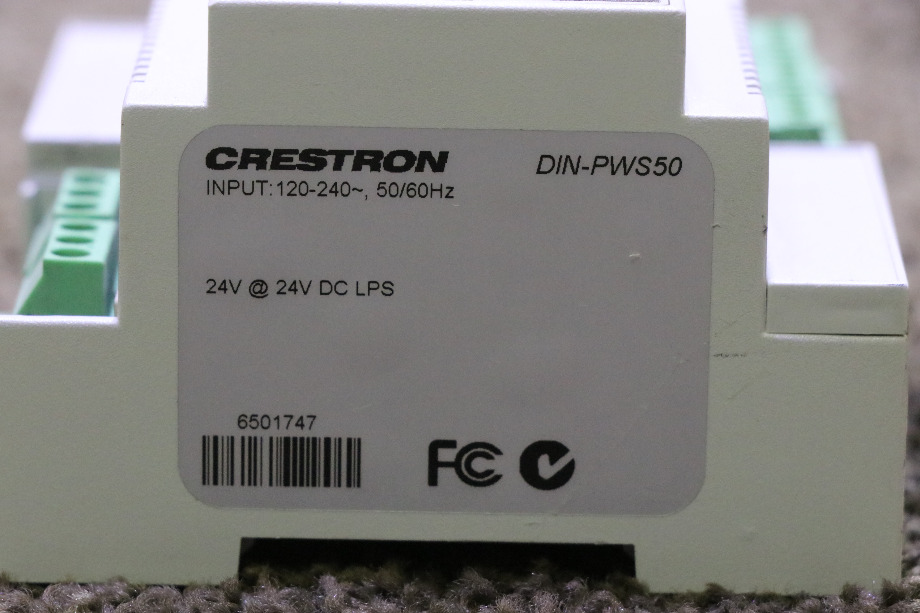 CRESTRON DIN-PWS50
INPUT:120-240~, 50/60Hz
24V @ 24V DC LPS
6501747
FC